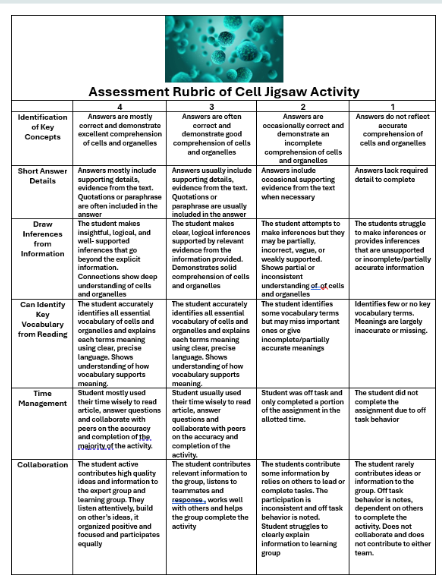 Assessment Rubric of Cell Jigsaw Activity
4 3 2 1
Identification
of Key
Concepts
Answers are mostly
correct and demonstrate
excellent comprehension
of cells and organelles
Answers are often
correct and
demonstrate good
comprehension of cells
and organelles
Answers are
occasionally correct and
demonstrate an
incomplete
comprehension of cells
and organelles
Answers do not reflect
accurate
comprehension of
cells and organelles
Short Answer
Details
Answers mostly include
supporting details,
evidence from the text.
Quotations or paraphrase
are often included in the
answer
Answers usually include
supporting details,
evidence from the text.
Quotations or
paraphrase are usually
included in the answer
Answers include
occasional supporting
evidence from the text
when necessary
Answers lack required
detail to complete
Draw
Inferences
from
Information
The student makes
insightful, logical, and
well- supported
inferences that go
beyond the explicit
information.
Connections show deep
understanding of cells
and organelles
The student makes
clear, logical inferences
supported by relevant
evidence from the
information provided.
Demonstrates solid
comprehension of cells
and organelles
The student attempts to
make inferences but they
may be partially,
incorrect, vague, or
weakly supported.
Shows partial or
inconsistent
understanding of of cells
and organelles
The students struggle
to make inferences or
provides inferences
that are unsupported
or incomplete/partially
accurate information
Can Identify
Key
Vocabulary
from Reading
The student accurately
identifies all essential
vocabulary of cells and
organelles and explains
each terms meaning
using clear, precise
language. Shows
understanding of how
vocabulary supports
meaning.
The student accurately
identifies all essential
vocabulary of cells and
organelles and explains
each terms meaning
using clear, precise
language. Shows
understanding of how
vocabulary supports
meaning.
The student identifies
some vocabulary terms
but may miss important
ones or give
incomplete/partially
accurate meanings
Identifies few or no key
vocabulary terms.
Meanings are largely
inaccurate or missing.
Time
Management
Student mostly used
their time wisely to read
article, answer questions
and collaborate with
peers on the accuracy
and completion of the
majority of the activity.
Student usually used
their time wisely to read
article, answer
questions and
collaborate with peers
on the accuracy and
completion of the
activity.
Student was off task and
only completed a portion
of the assignment in the
allotted time.
The student did not
complete the
assignment due to off
task behavior
Collaboration
The student active
contributes high quality
ideas and information to
the expert group and
learning group. They
listen attentively, build
on other's ideas, it
organized positive and
focused and participates
equally
The student contributes
relevant information to
the group, listens to
teammates and
response , works well
with others and helps
the group complete the
activity
The students contribute
some information by
relies on others to lead or
complete tasks. The
participation is
inconsistent and off task
behavior is noted.
Student struggles to
clearly explain
information to learning
group
The student rarely
contributes ideas or
information to the
group. Off task
behavior is notes,
dependent on others
to complete the
activity. Does not
collaborate and does
not contribute to either
team.